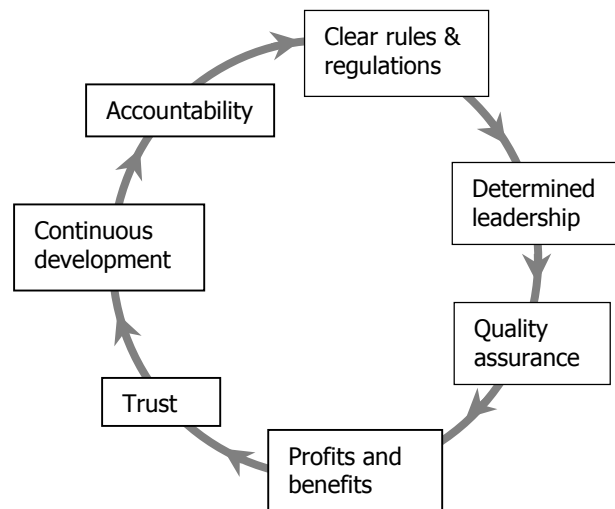 Clear rules &
regulations
Determined
leadership
Quality
assurance
Profits and
benefits
Trust
Continuous
development
Accountability